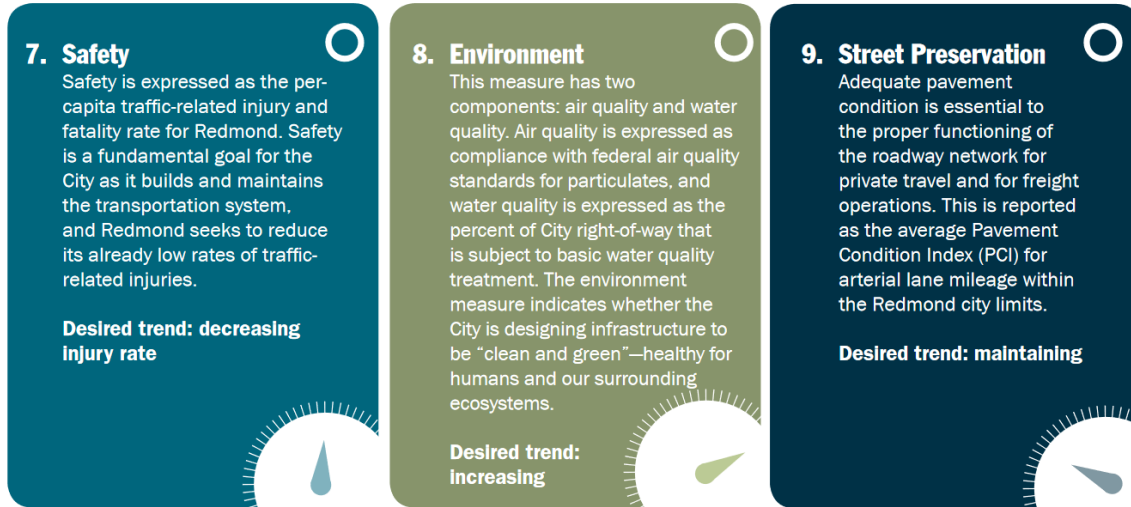 7. Safety
Safety is expressed as the per-
capita traffic-related injury and
fatality rate for Redmond. Safety
is a fundamental goal for the
City as it builds and maintains
the transportation system,
and Redmond seeks to reduce
its already low rates of traffic-
related injuries.
Desired trend: decreasing
injury rate
8. Environment
This measure has two
components: air quality and water
quality. Air quality is expressed as
compliance with federal air quality
standards for particulates, and
water quality is expressed as the
percent of City right-of-way that
is subject to basic water quality
treatment. The environment
measure indicates whether the
City is designing infrastructure to
be “clean and green”—healthy for
humans and our surrounding
ecosystems.
Desired trend:
increasing
9. Street Preservation
Adequate pavement
condition is essential to
the proper functioning of
the roadway network for
private travel and for freight
operations. This is reported
as the average Pavement
Condition Index (PCI) for
arterial lane mileage within
the Redmond city limits.
Desired trend: maintaining